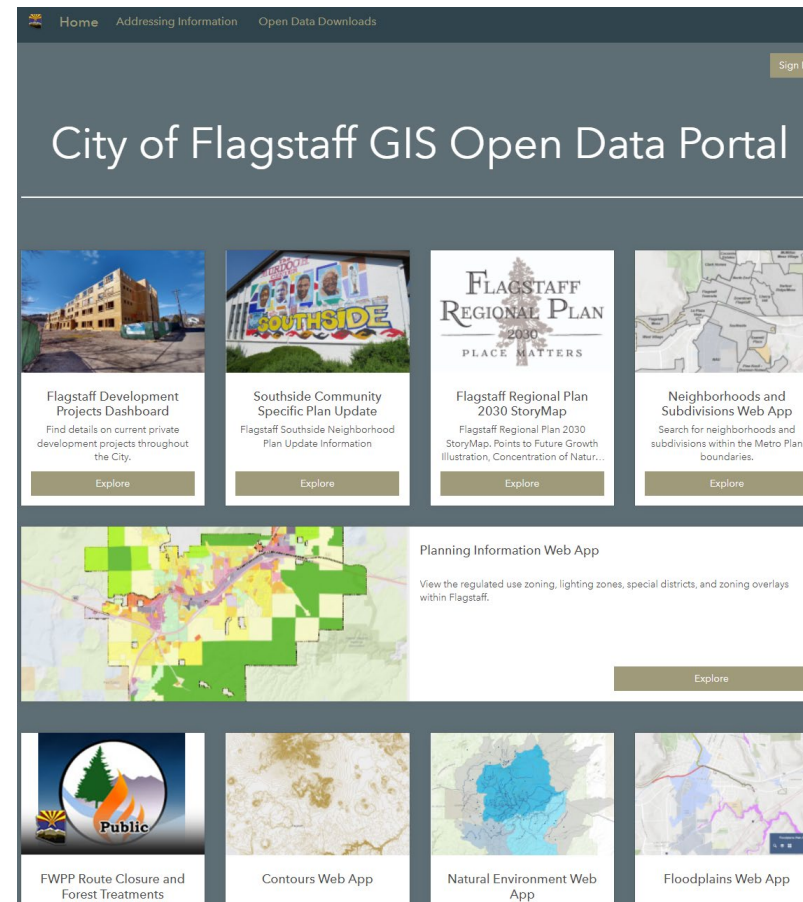 Home Addressing Information Open Data Downloads
Sign
City of Flagstaff GIS Open Data Portal
THE MURDOCH CENTER
SOUTHSIDE
FLAGSTAFF
REGIONAL PLAN
2030
PLACE MATTERS
Flagstaff Development
Projects Dashboard
Find details on current private
development projects throughout
the City.
Explore
Southside Community
Specific Plan Update
Flagstaff Southside Neighborhood
Plan Update Information
Explore
Flagstaff Regional Plan
2030 StoryMap
Flagstaff Regional Plan 2030
StoryMap. Points to Future Growth
Illustration, Concentration of Natur...
Explore
Neighborhoods and
Subdivisions Web App
Search for neighborhoods and
subdivisions within the Metro Plan
boundaries.
Explore
Planning Information Web App
View the regulated use zoning, lighting zones, special districts, and zoning overlays
within Flagstaff.
Explore
Public
FWPP Route Closure and
Forest Treatments
Contours Web App
Natural Environment Web
App
Floodplains Web App